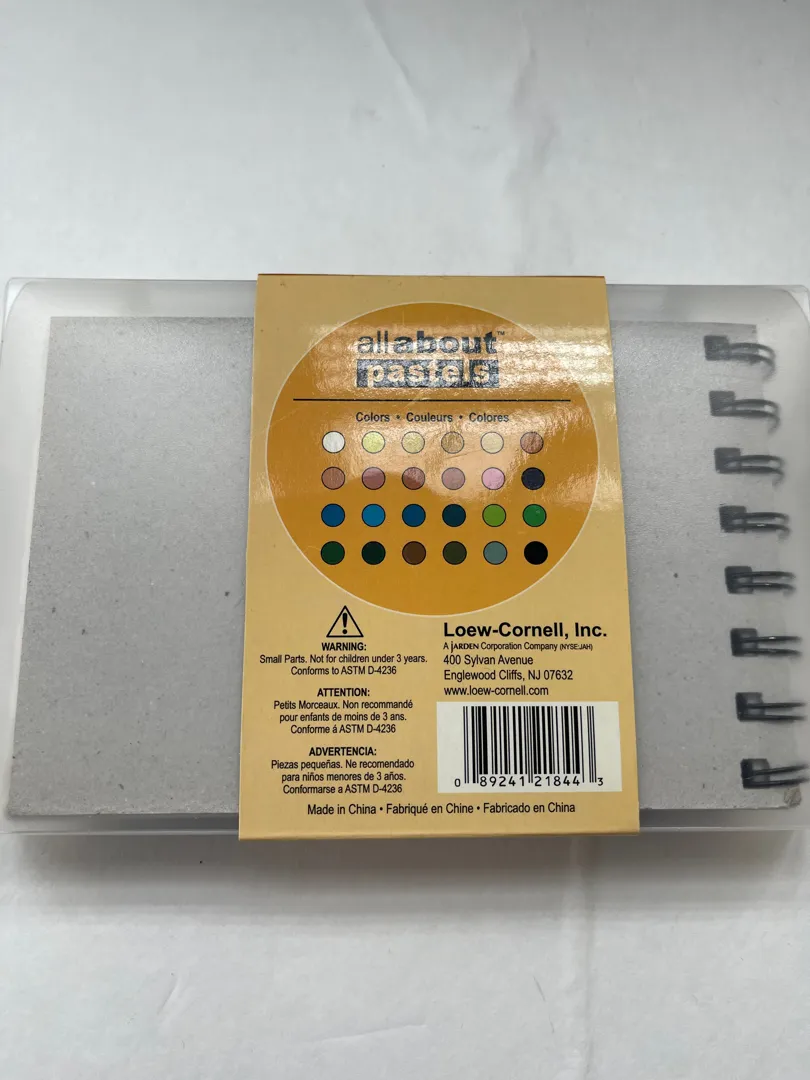 allabout™
pastels
Colors • Couleurs • Colores
WARNING:
Small Parts. Not for children under 3 years.
Conforms to ASTM D-4236
ATTENTION:
Petits Morceaux. Non recommandé
pour enfants de moins de 3 ans.
Conforme á ASTM D-4236
ADVERTENCIA:
Piezas pequeñas. No recomendado
para niños menores de 3 años.
Conformarse a ASTM D-4236
Loew-Cornell, Inc.
A JARDEN Corporation Company (NYSE:JAH)
400 Sylvan Avenue
Englewood Cliffs, NJ 07632
www.loew-cornell.com
0 89241 21844 3
Made in China • Fabriqué en Chine • Fabricado en China